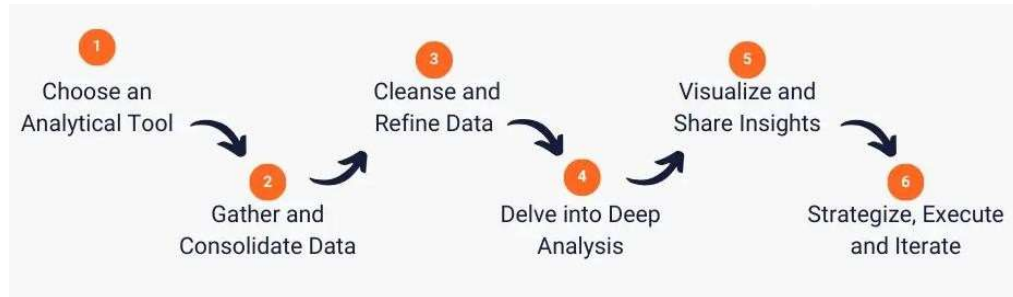 1
Choose an
Analytical Tool
2
Gather and
Consolidate Data
3
Cleanse and
Refine Data
4
Delve into Deep
Analysis
5
Visualize and
Share Insights
6
Strategize, Execute
and Iterate